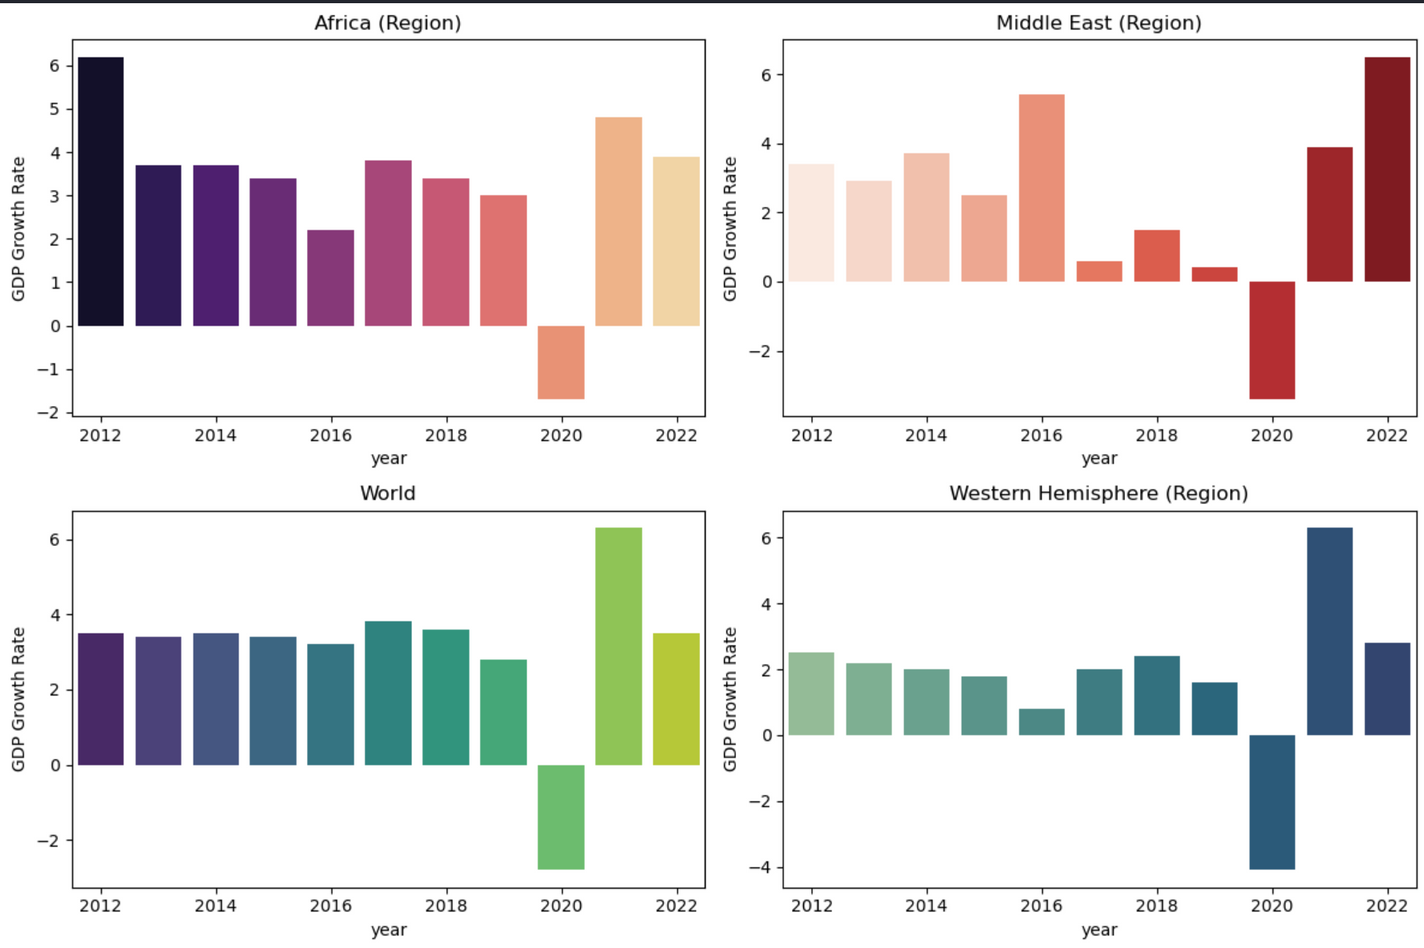 Africa (Region)
GDP Growth Rate
6
5
4
3
2
1
0
−1
−2
2012 2014 2016 2018 2020 2022
year
Middle East (Region)
GDP Growth Rate
6
4
2
0
−2
2012 2014 2016 2018 2020 2022
year
World
GDP Growth Rate
6
4
2
0
−2
2012 2014 2016 2018 2020 2022
year
Western Hemisphere (Region)
GDP Growth Rate
6
4
2
0
−2
−4
2012 2014 2016 2018 2020 2022
year